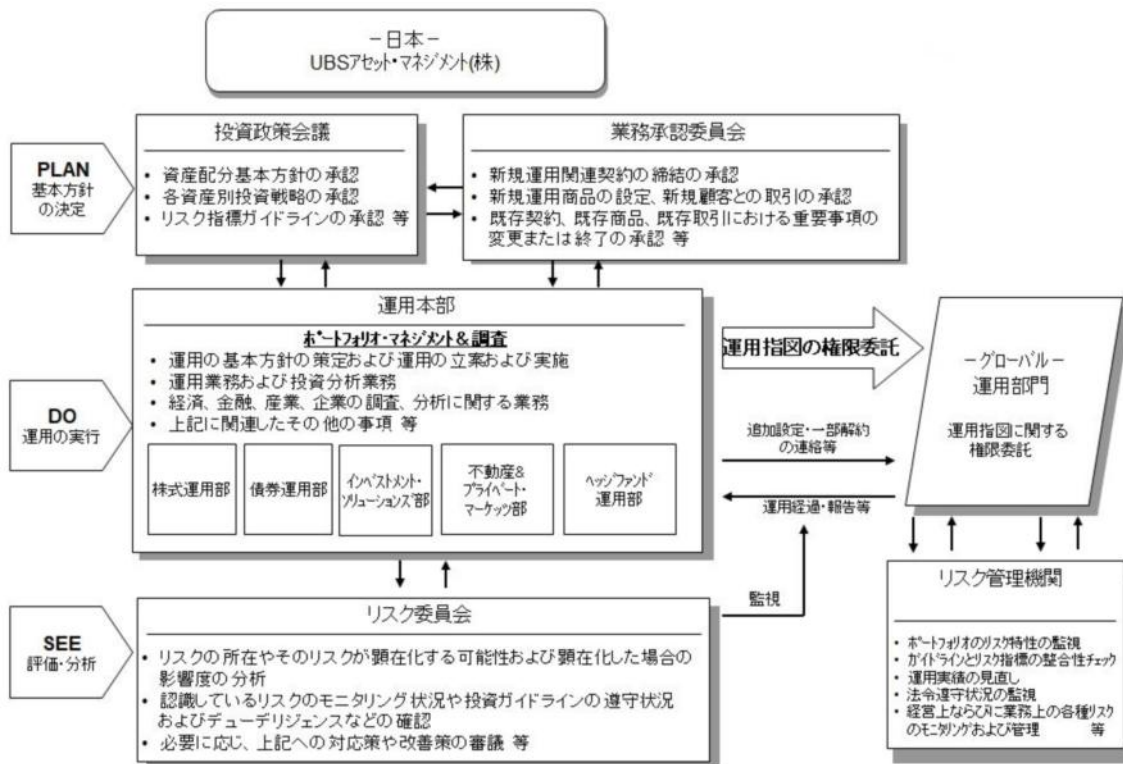 －日本－
UBSアセット・マネジメント(株)
PLAN
基本方針
の決定
投資政策会議
• 資産配分基本方針の承認
• 各資産別投資戦略の承認
• リスク指標ガイドラインの承認 等
業務承認委員会
• 新規運用関連契約の締結の承認
• 新規運用商品の設定、新規顧客との取引の承認
• 既存契約、既存商品、既存取引における重要事項の
変更または終了の承認 等
DO
運用の実行
運用本部
ポートフォリオ・マネジメント＆調査
• 運用の基本方針の策定および運用の立案および実施
• 運用業務および投資分析業務
• 経済、金融、産業、企業の調査、分析に関する業務
• 上記に関連したその他の事項 等
株式運用部
債券運用部
インベストメント・
ソリューションズ部
不動産＆
プライベート・
マーケッツ部
ヘッジファンド
運用部
運用指図の権限委託
追加設定・一部解約
の連絡等
運用経過・報告等
監視
－グローバル－
運用部門
運用指図に関する
権限委託
SEE
評価・分析
リスク委員会
• リスクの所在やそのリスクが顕在化する可能性および顕在化した場合の
影響度の分析
• 認識しているリスクのモニタリング状況や投資ガイドラインの遵守状況
およびデューデリジェンスなどの確認
• 必要に応じ、上記への対応策や改善策の審議 等
リスク管理機関
• ポートフォリオのリスク特性の監視
• ガイドラインとリスク指標の整合性チェック
• 運用実績の見直し
• 法令遵守状況の監視
• 経営上ならびに業務上の各種リスク
のモニタリングおよび管理 等